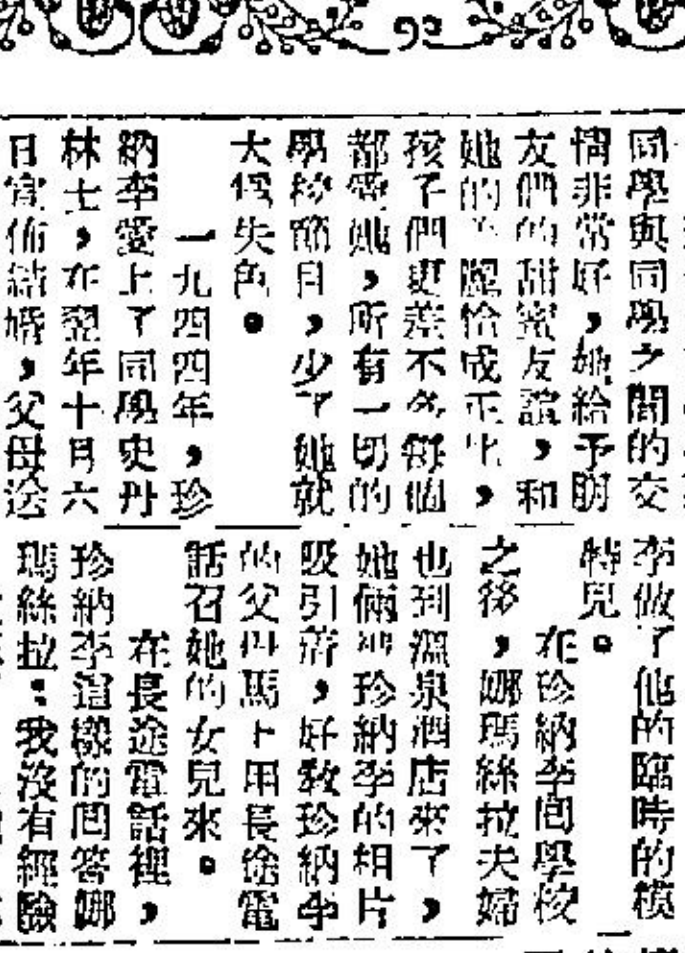 同學與同學之間的交
情非常好，她給予朋
友們的甜蜜友誼，和
她的 麗恰成正比，
孩子們更差不多每個
都愛她，所有一切的
學校節目，少了她就
大為失色。
一九四四年，珍
納李愛上了同學史丹
林士，在翌年十月六
日宣佈結婚，父母送
李做了他的臨時的模
特兒。
在珍納李囘學校
之後，娜瑪絲拉夫婦
也到溫泉酒店來了，
她倆把珍納李的相片
吸引著，好教珍納李
的父母馬上用長途電
話召她的女兒來。
在長途電話裡，
珍納李這樣的囘答娜
瑪絲拉：我沒有經驗